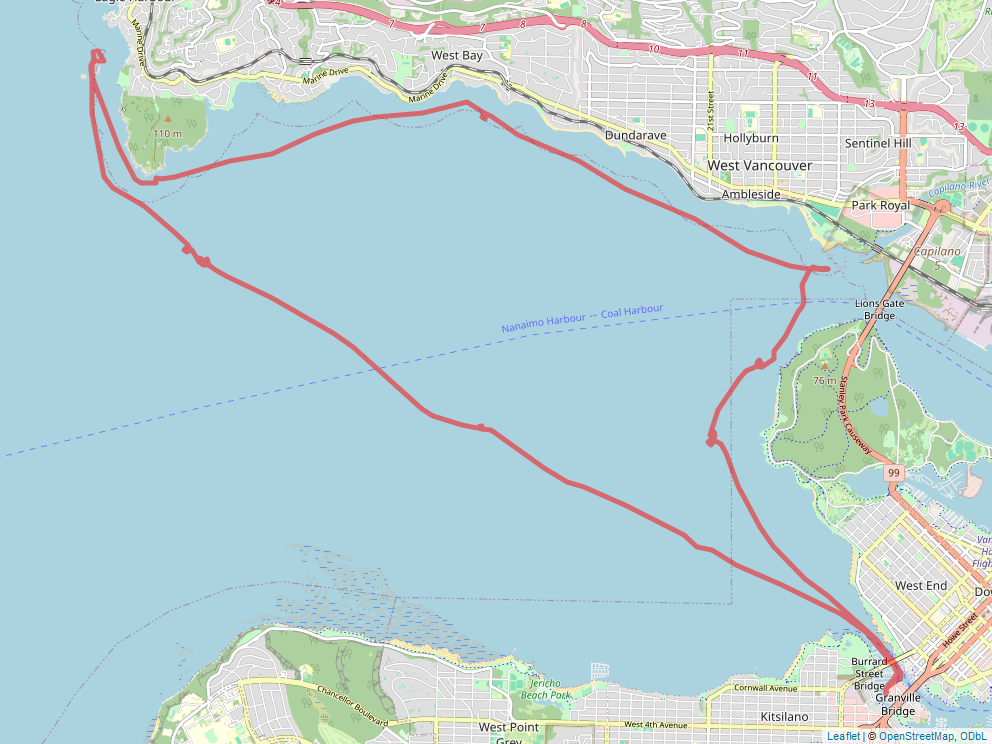 Eagle Harbour
4
7
8
8
10
11
11
13
13
Marine Drive
West Bay
Marine Drive
Marine Drive
21st Street
110 m
Dundarave
Hollyburn
Sentinel Hill
West Vancouver
Ambleside
Capilano River
Park Royal
Capilano
5
Nanaimo Harbour -- Coal Harbour
Lions Gate
Bridge
76 m
Stanley Park Causeway
99
West End
Howe Street
Burrard
Street
Bridge
Granville
Bridge
Jericho
Beach Park
Cornwall Avenue
Kitsilano
West 4th Avenue
Chancellor Boulevard
West Point
Grey
Leaflet | © OpenStreetMap, ODbL